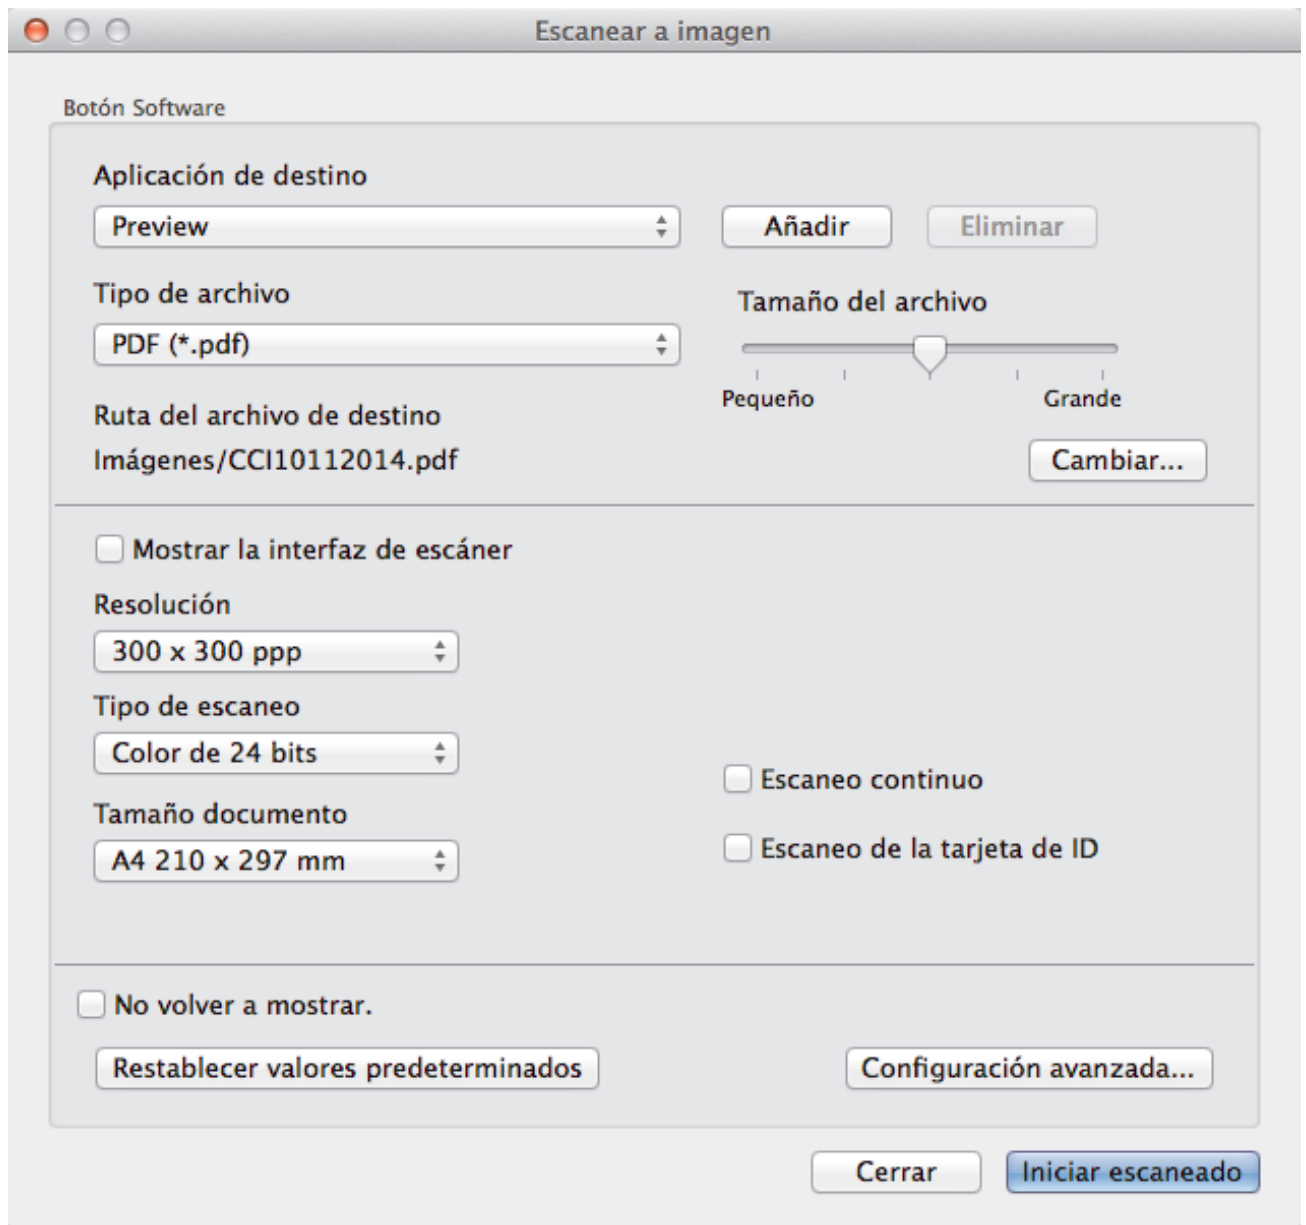 Escanear a imagen
Botón Software
Aplicación de destino
Preview
Añadir
Eliminar
Tipo de archivo
Tamaño del archivo
PDF (*.pdf)
Pequeño
Grande
Ruta del archivo de destino
Imágenes/CCI10112014.pdf
Cambiar...
Mostrar la interfaz de escáner
Resolución
300 x 300 ppp
Tipo de escaneo
Color de 24 bits
Escaneo continuo
Tamaño documento
Escaneo de la tarjeta de ID
A4 210 x 297 mm
No volver a mostrar.
Restablecer valores predeterminados
Configuración avanzada...
Cerrar
Iniciar escaneado